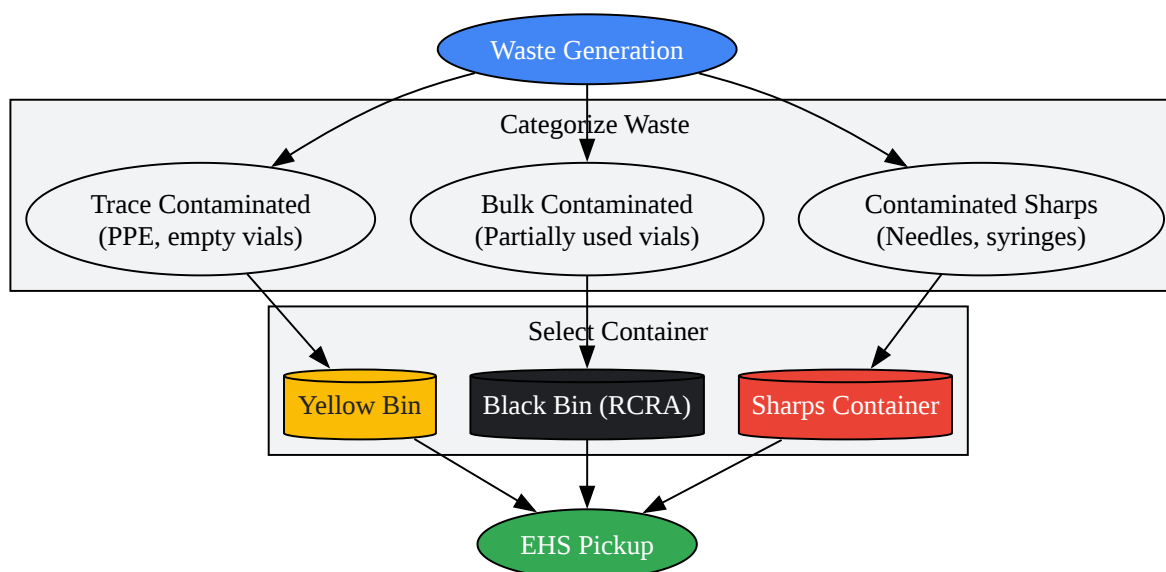 Waste Generation
Categorize Waste
Trace Contaminated
(PPE, empty vials)
Bulk Contaminated
(Partially used vials)
Contaminated Sharps
(Needles, syringes)
Select Container
Yellow Bin
Black Bin (RCRA)
Sharps Container
EHS Pickup